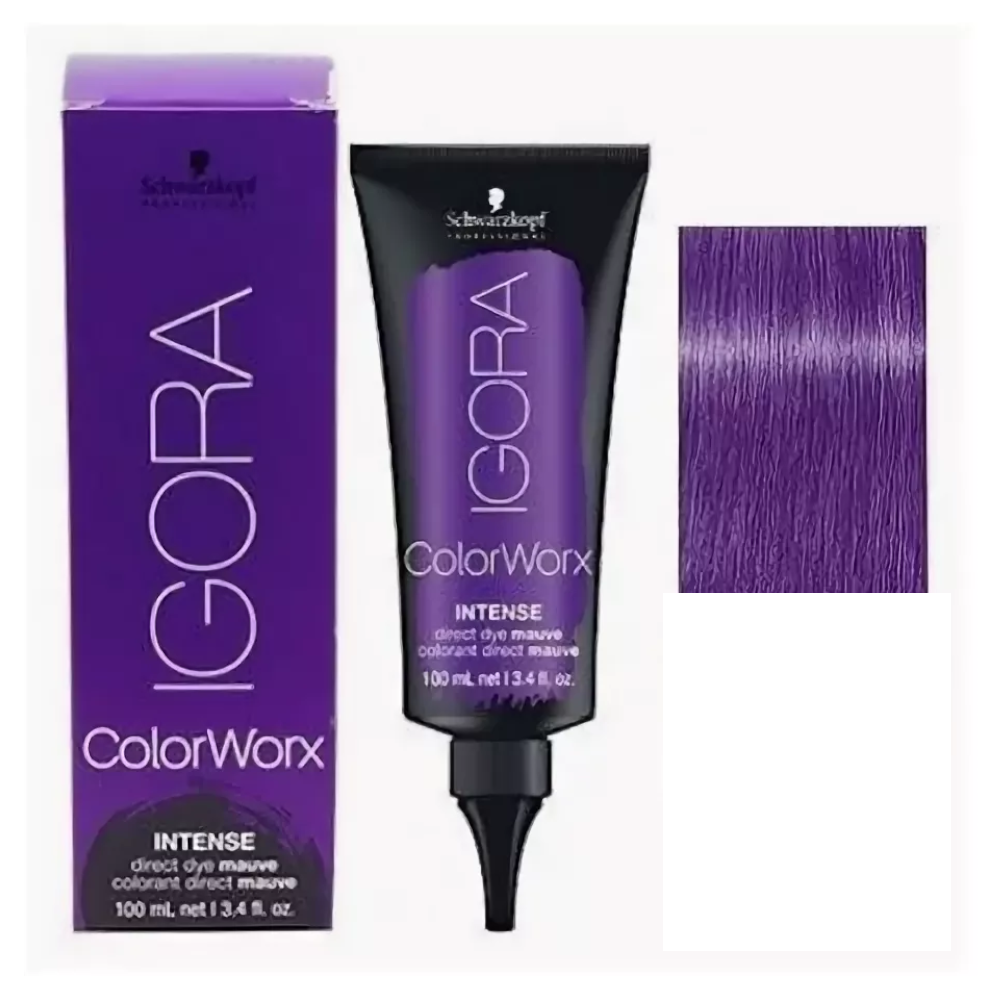 Schwarzkopf
PROFESSIONAL
IGORA
ColorWorx
INTENSE
direct dye mauve
colorant direct mauve
100 mL net | 3.4 fl. oz.
Schwarzkopf
PROFESSIONAL
IGORA
ColorWorx
INTENSE
direct dye mauve
colorant direct mauve
100 mL net | 3.4 fl. oz.